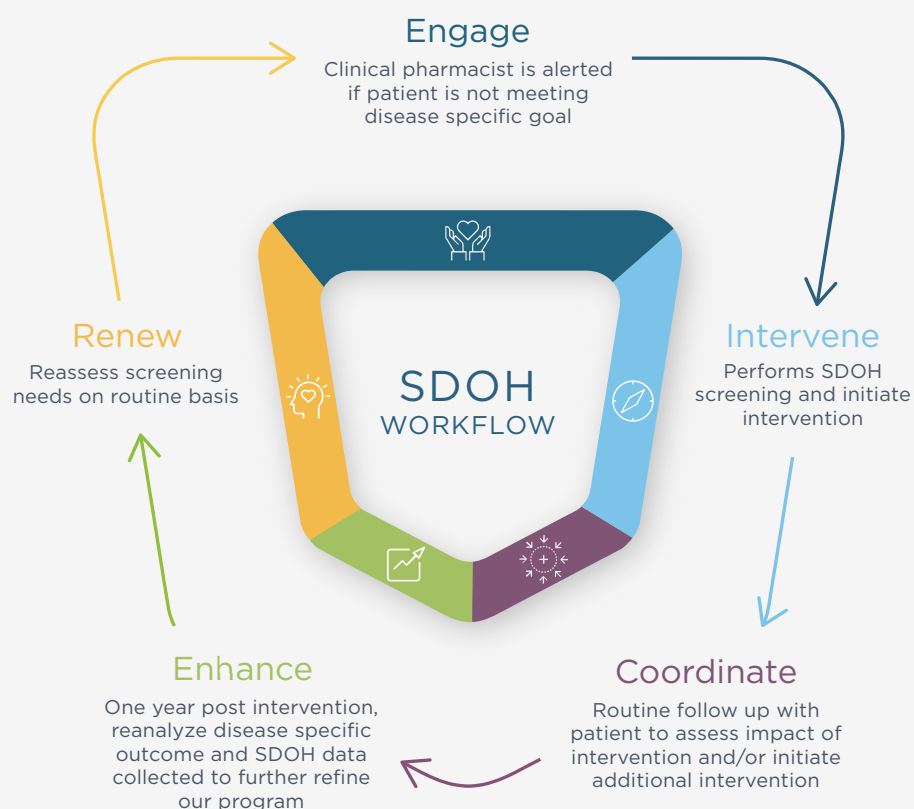 Engage
Clinical pharmacist is alerted
if patient is not meeting
disease specific goal
Intervene
Performs SDOH
screening and initiate
intervention
Coordinate
Routine follow up with
patient to assess impact of
intervention and/or initiate
additional intervention
Enhance
One year post intervention,
reanalyze disease specific
outcome and SDOH data
collected to further refine
our program
Renew
Reassess screening
needs on routine basis
SDOH
WORKFLOW